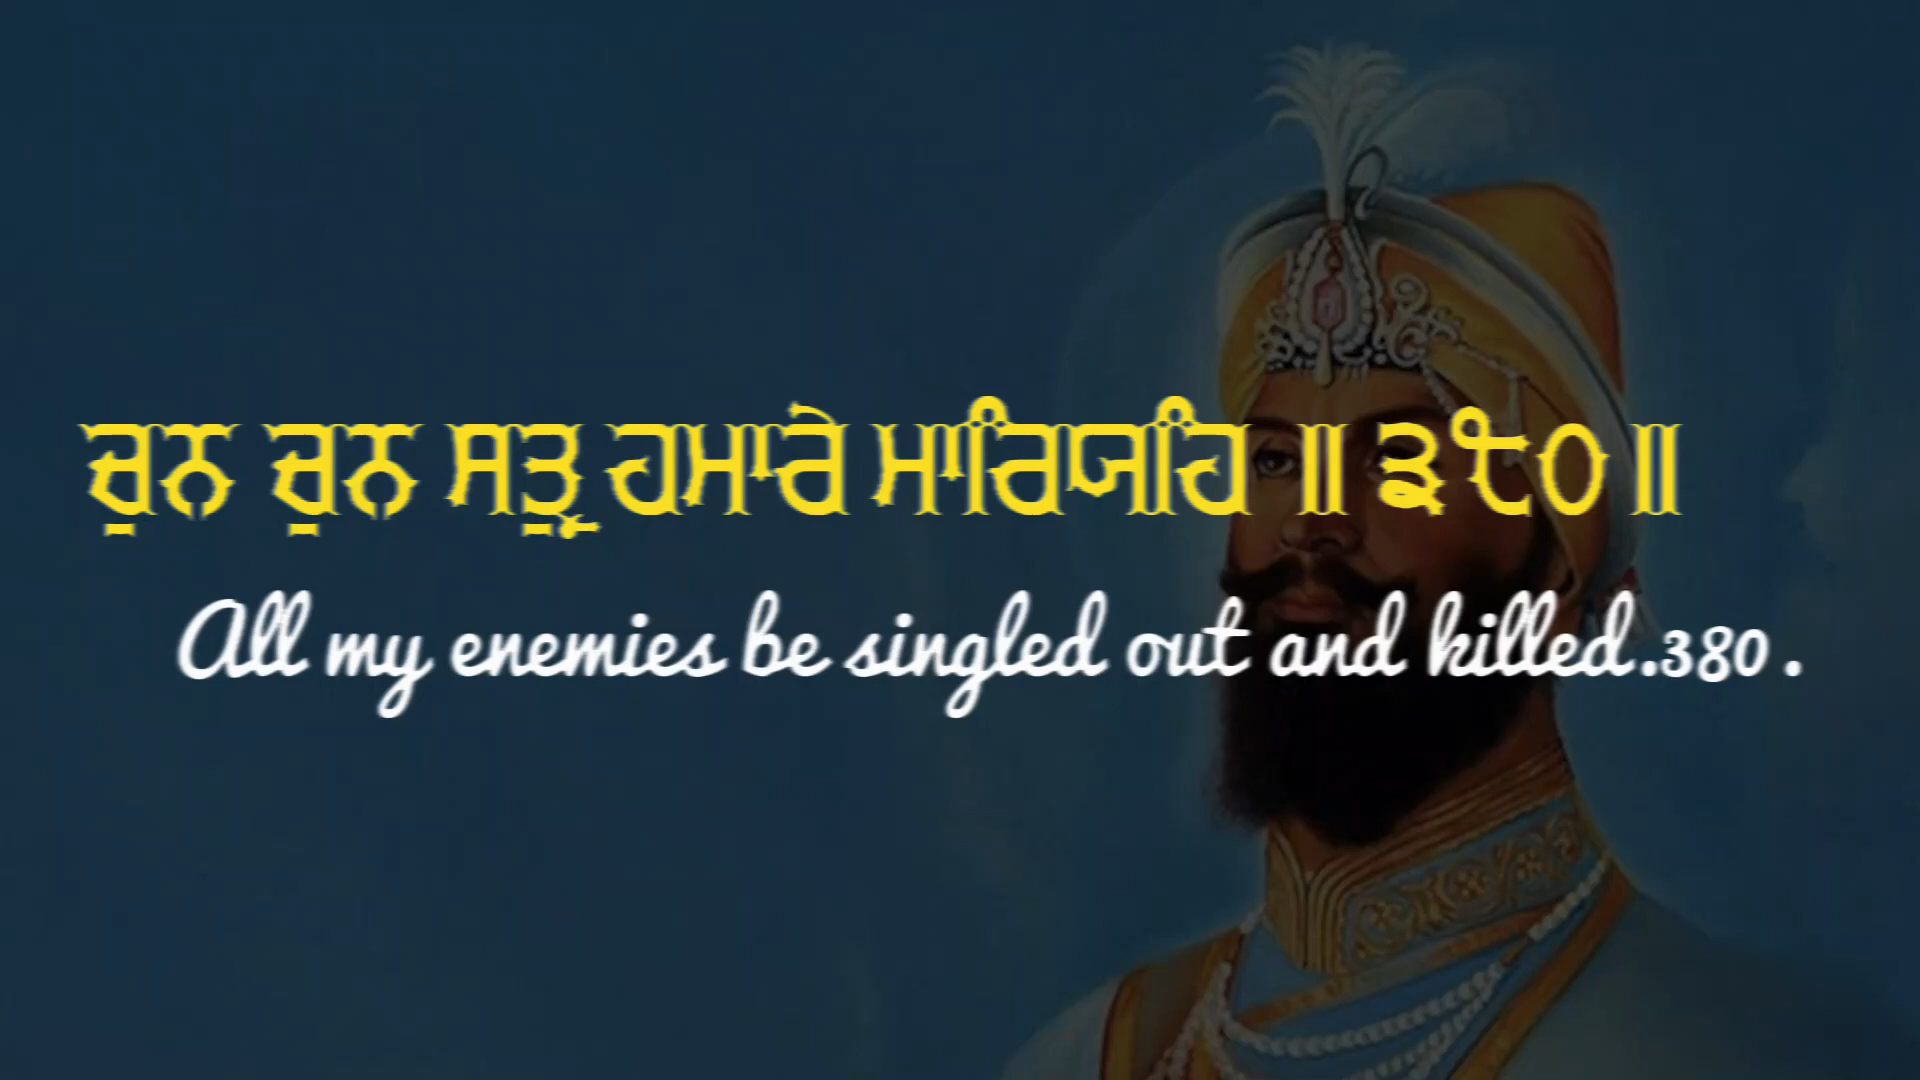 ਚੁਨ ਚੁਨ ਸਤ੍ਰੂ ਹਮਾਰੇ ਮਾਰਿਯਹਿ ॥ ੩੮੦ ॥
All my enemies be singled out and killed.380 .